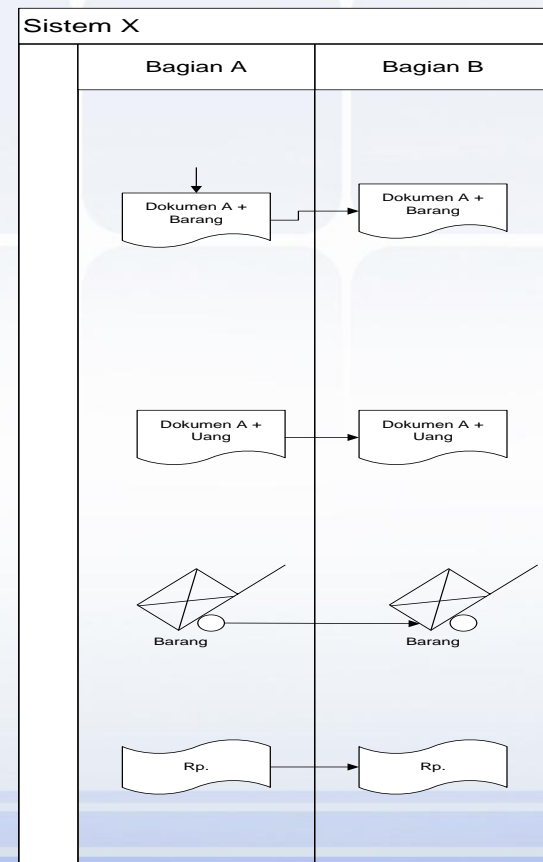 Sistem X
Bagian A
Bagian B
Dokumen A +
Barang
Dokumen A +
Barang
Dokumen A +
Uang
Dokumen A +
Uang
Barang
Barang
Rp.
Rp.